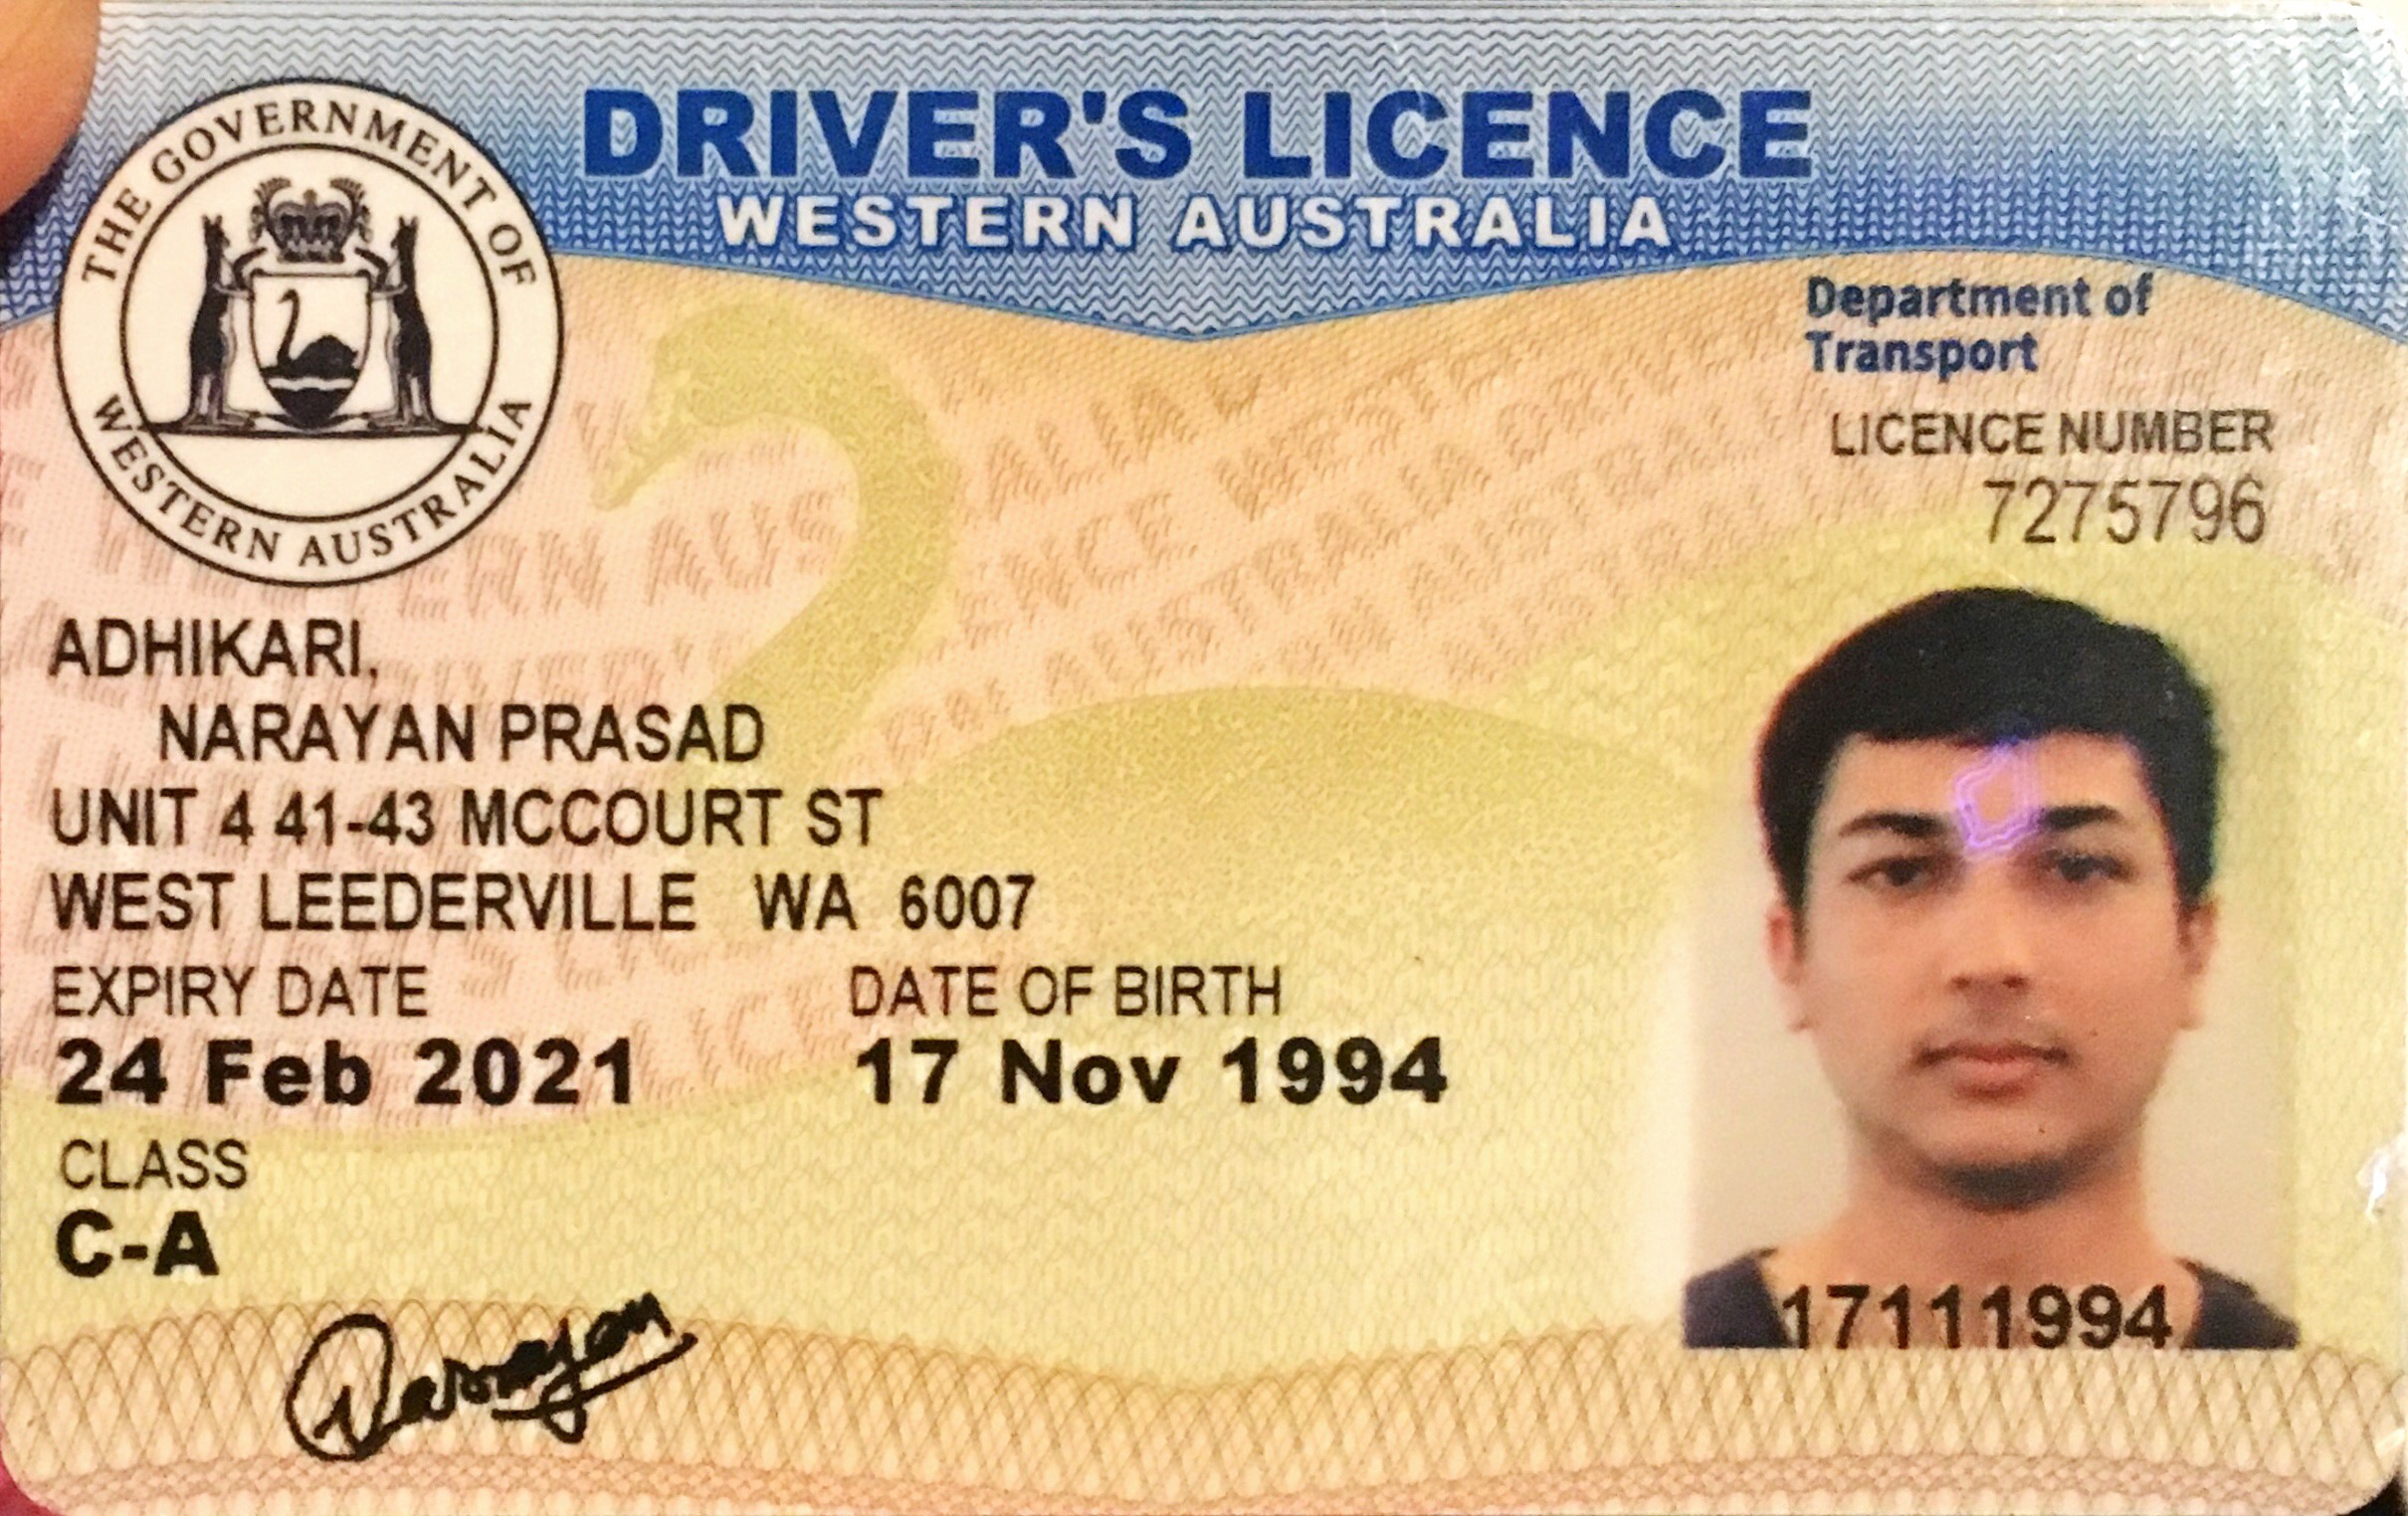 DRIVER'S LICENCE
WESTERN AUSTRALIA
THE GOVERNMENT OF
WESTERN AUSTRALIA
Department of
Transport
LICENCE NUMBER
7275796
ADHIKARI,
NARAYAN PRASAD
UNIT 4 41-43 MCCOURT ST
WEST LEEDERVILLE WA 6007
EXPIRY DATE DATE OF BIRTH
24 Feb 2021 17 Nov 1994
CLASS
C-A
Narayan
17111994